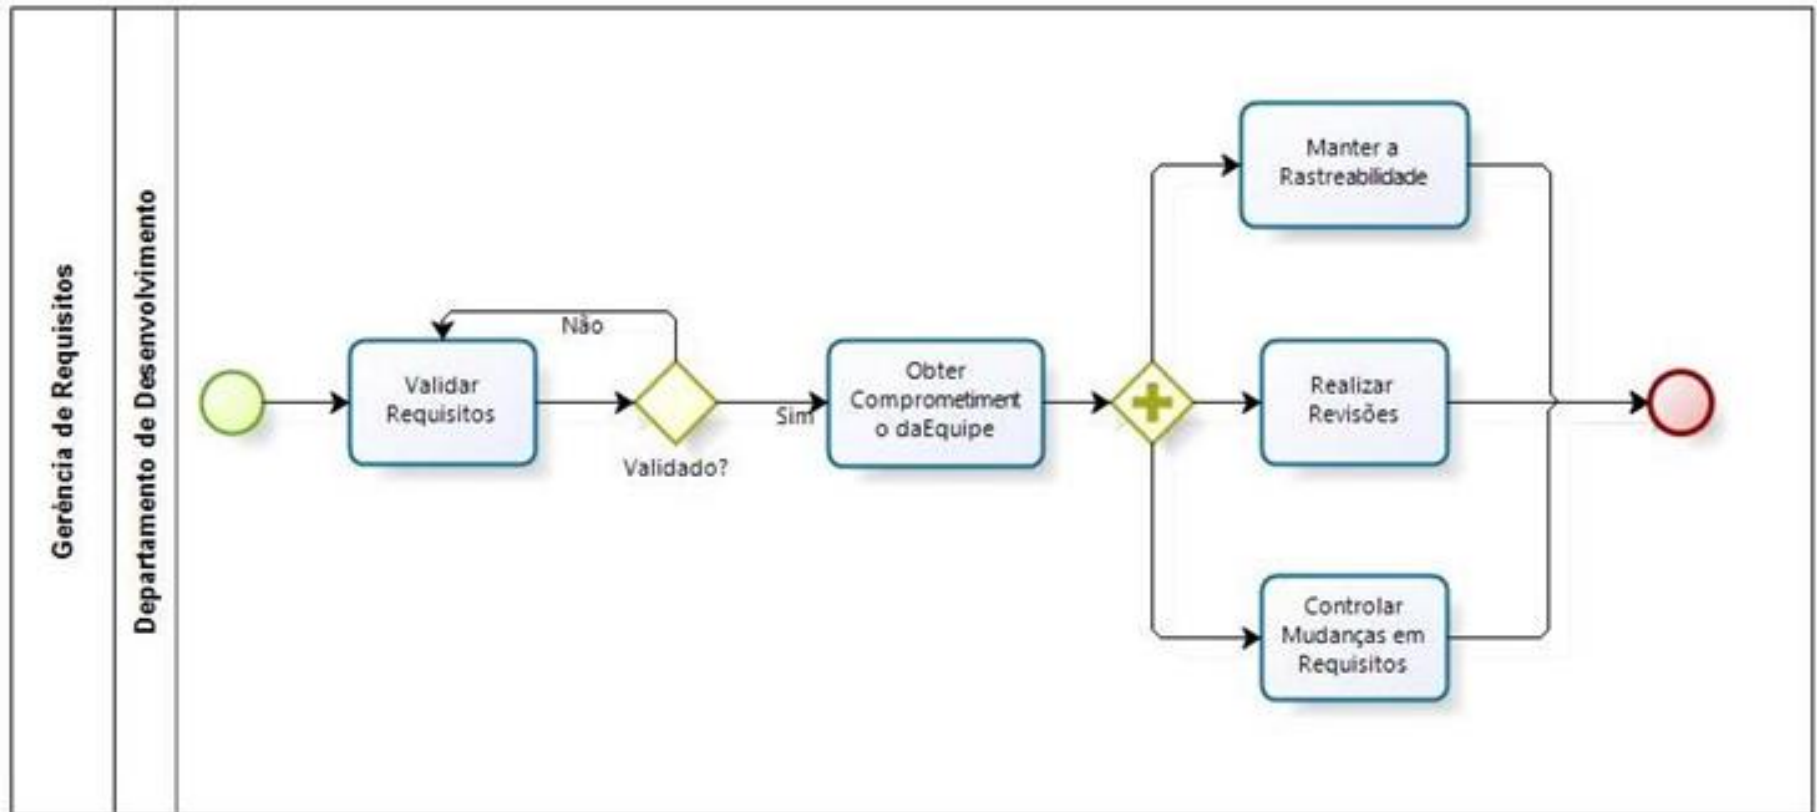 Gerência de Requisitos
Departamento de Desenvolvimento
Validar
Requisitos
Não
Validado?
Sim
Obter
Comprometiment
o daEquipe
Manter a
Rastreabilidade
Realizar
Revisões
Controlar
Mudanças em
Requisitos